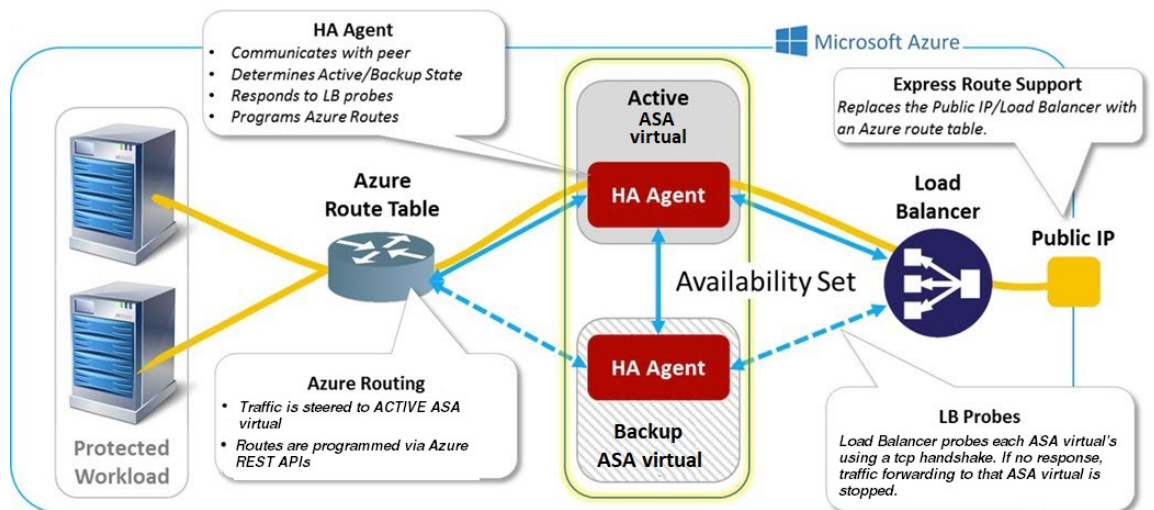 HA Agent
• Communicates with peer
• Determines Active/Backup State
• Responds to LB probes
• Programs Azure Routes
Microsoft Azure
Express Route Support
Replaces the Public IP/Load Balancer with
an Azure route table.
Active
ASA
virtual
HA Agent
Azure
Route Table
Load
Balancer
Public IP
Availability Set
HA Agent
Backup
ASA virtual
Azure Routing
• Traffic is steered to ACTIVE ASA
virtual
• Routes are programmed via Azure
REST APIs
LB Probes
Load Balancer probes each ASA virtual's
using a tcp handshake. If no response,
traffic forwarding to that ASA virtual is
stopped.
Protected
Workload